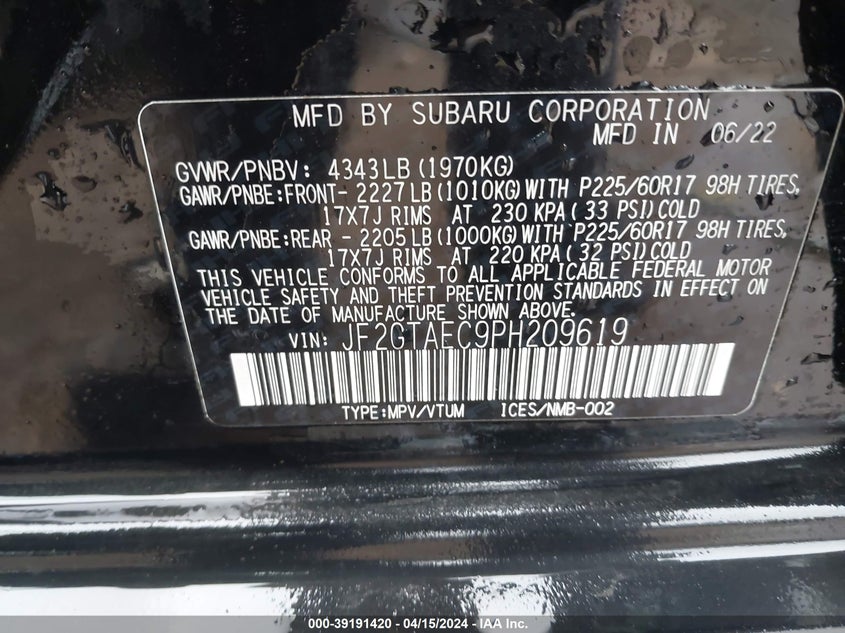 MFD BY SUBARU CORPORATION
MFD IN 06/22
GVWR/PNBV: 4343LB(1970KG)
GAWR/PNBE:FRONT- 2227LB(1010KG)WITH P225/60R17 98H TIRES,
17X7J RIMS AT 230 KPA( 33 PSI)COLD
GAWR/PNBE:REAR - 2205LB(1000KG)WITH P225/60R17 98H TIRES,
17X7J RIMS AT 220 KPA( 32 PSI)COLD
THIS VEHICLE CONFORMS TO ALL APPLICABLE FEDERAL MOTOR
VEHICLE SAFETY AND THEFT PREVENTION STANDARDS IN EFFECT ON
THE DATE OF MANUFACTURE SHOWN ABOVE.
VIN: JF2GTAEC9PH209619
TYPE:MPV/VTUM ICES/NMB-002
000-39191420 - 04/15/2024 - IAA Inc.